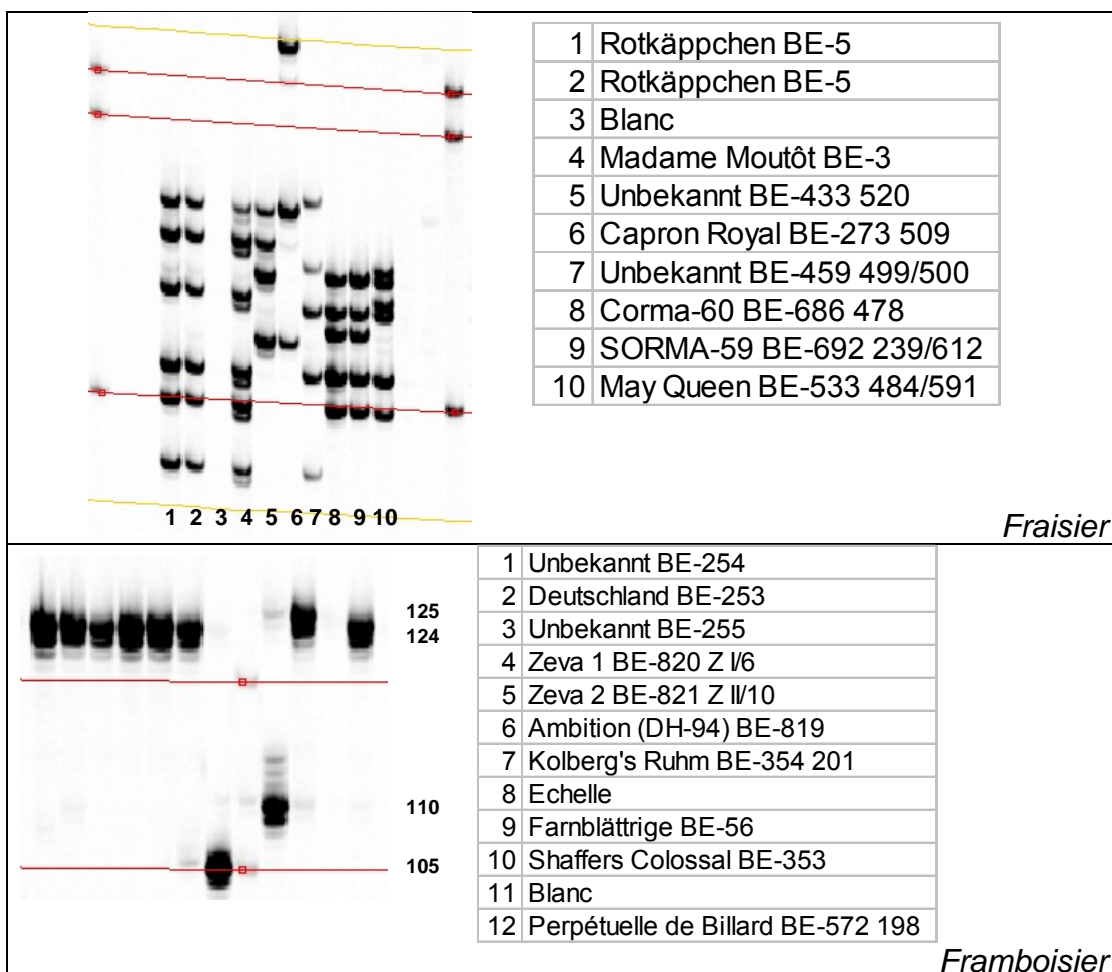 1 Rotkäppchen BE-5
2 Rotkäppchen BE-5
3 Blanc
4 Madame Moutôt BE-3
5 Unbekannt BE-433 520
6 Capron Royal BE-273 509
7 Unbekannt BE-459 499/500
8 Corma-60 BE-686 478
9 SORMA-59 BE-692 239/612
10 May Queen BE-533 484/591
1 2 3 4 5 6 7 8 9 10
Fraisier
125
124
110
105
1 Unbekannt BE-254
2 Deutschland BE-253
3 Unbekannt BE-255
4 Zeva 1 BE-820 Z I/6
5 Zeva 2 BE-821 Z II/10
6 Ambition (DH-94) BE-819
7 Kolberg's Ruhm BE-354 201
8 Echelle
9 Farnblättrige BE-56
10 Shaffers Colossal BE-353
11 Blanc
12 Perpétuelle de Billard BE-572 198
Framboisier